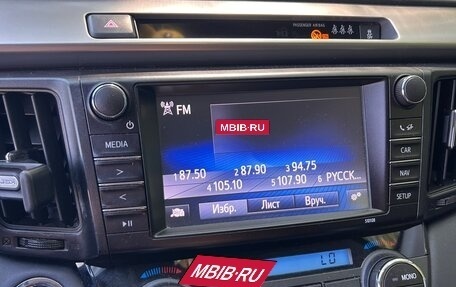 PASSENGER AIRBAG
FM
MBIB·RU
MEDIA
>
<
CAR
NAV
SETUP
1 87.50 2 87.90 3 94.75
4 105.10 5 107.90 6 РУССК...
Избр. Лист Вруч.
510108
MBIB·RU
LO
MONO